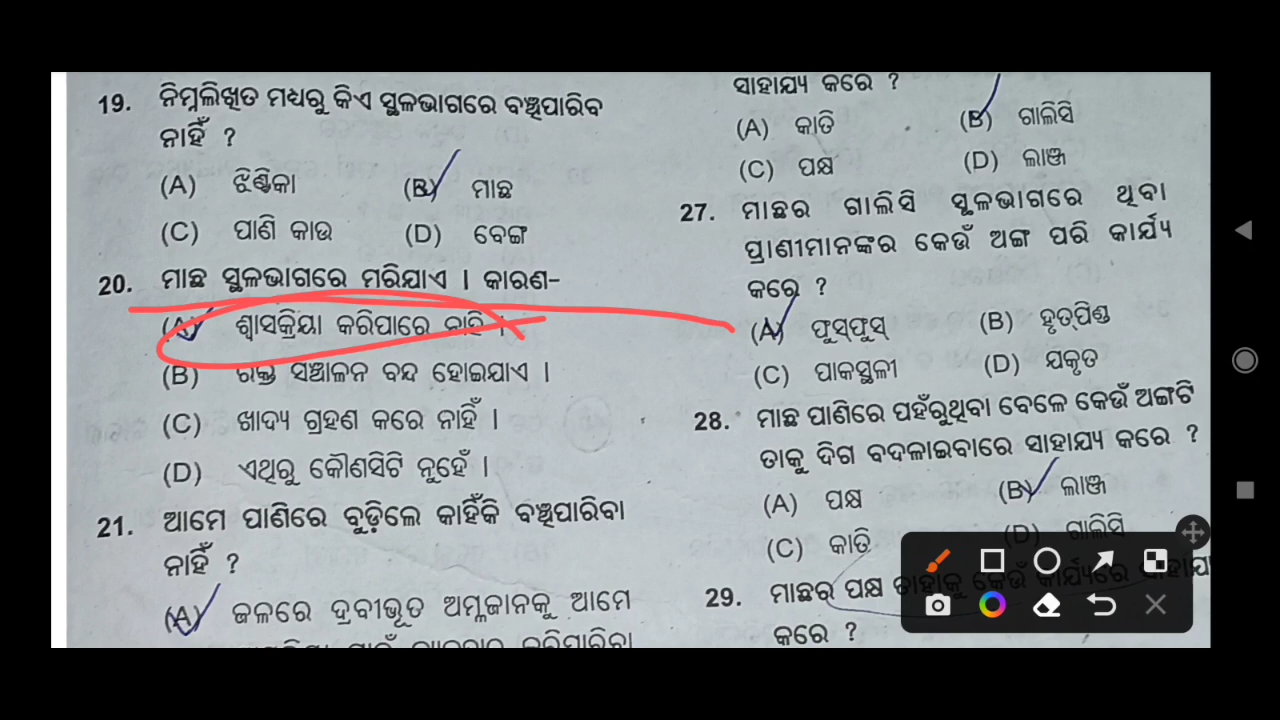 19. ନିମ୍ନଲିଖିତ ମଧ୍ୟରୁ କିଏ ସ୍ଥଳଭାଗରେ ବଞ୍ଚିପାରିବ
ନାହିଁ ?
(A) ଝିଣ୍ଟିକା (B) ମାଛ
(C) ପାଣି କାଉ (D) ବେଙ୍ଗ
20. ମାଛ ସ୍ଥଳଭାଗରେ ମରିଯାଏ । କାରଣ–
(A) ଶ୍ୱାସକ୍ରିୟା କରିପାରେ ନାହିଁ ।
(B) ରକ୍ତ ସଞ୍ଚାଳନ ବନ୍ଦ ହୋଇଯାଏ ।
(C) ଖାଦ୍ୟ ଗ୍ରହଣ କରେ ନାହିଁ ।
(D) ଏଥିରୁ କୌଣସିଟି ନୁହେଁ ।
21. ଆମେ ପାଣିରେ ବୁଡ଼ିଲେ କାହିଁକି ବଞ୍ଚିପାରିବା
ନାହିଁ ?
(A) ଜଳରେ ଦ୍ରବୀଭୂତ ଅମ୍ଳଜାନକୁ ଆମେ
ସାହାଯ୍ୟ କରେ ?
(A) କାତି (B) ଗାଲିସି
(C) ପକ୍ଷ (D) ଲାଞ୍ଜ
27. ମାଛର ଗାଲିସି ସ୍ଥଳଭାଗରେ ଥିବା
ପ୍ରାଣୀମାନଙ୍କର କେଉଁ ଅଙ୍ଗ ପରି କାର୍ଯ୍ୟ
କରେ ?
(A) ଫୁସ୍‌ଫୁସ୍ (B) ହୃତ୍‌ପିଣ୍ଡ
(C) ପାକସ୍ଥଳୀ (D) ଯକୃତ
28. ମାଛ ପାଣିରେ ପହଁରୁଥିବା ବେଳେ କେଉଁ ଅଙ୍ଗଟି
ତାକୁ ଦିଗ ବଦଳାଇବାରେ ସାହାଯ୍ୟ କରେ ?
(A) ପକ୍ଷ (B) ଲାଞ୍ଜ
(C) କାତି (D) ଗାଲିସି
29. ମାଛର ପକ୍ଷ ତାହାକୁ କେଉଁ କାର୍ଯ୍ୟରେ
କରେ ?